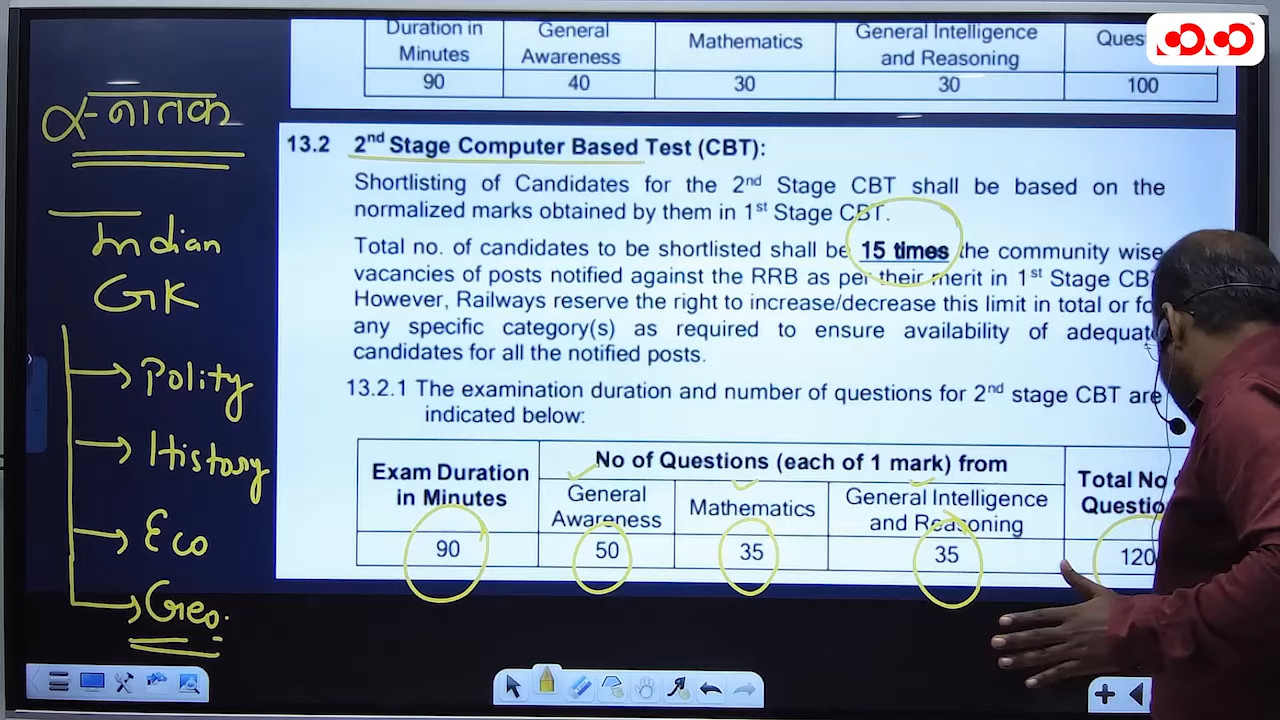 Duration in
Minutes
General
Awareness
Mathematics
General Intelligence
and Reasoning
90
40
30
30
100
α-नातक
Indian
GK
Polity
History
Eco
Geo.
13.2 2nd Stage Computer Based Test (CBT):
Shortlisting of Candidates for the 2nd Stage CBT shall be based on the
normalized marks obtained by them in 1st Stage CBT.
Total no. of candidates to be shortlisted shall be 15 times the community wise
vacancies of posts notified against the RRB as per their merit in 1st Stage CBT
However, Railways reserve the right to increase/decrease this limit in total or for
any specific category(s) as required to ensure availability of adequate
candidates for all the notified posts.
13.2.1 The examination duration and number of questions for 2nd stage CBT are
indicated below:
Exam Duration
in Minutes
No of Questions (each of 1 mark) from
General
Awareness
Mathematics
General Intelligence
and Reasoning
Total No
90
50
35
35
120